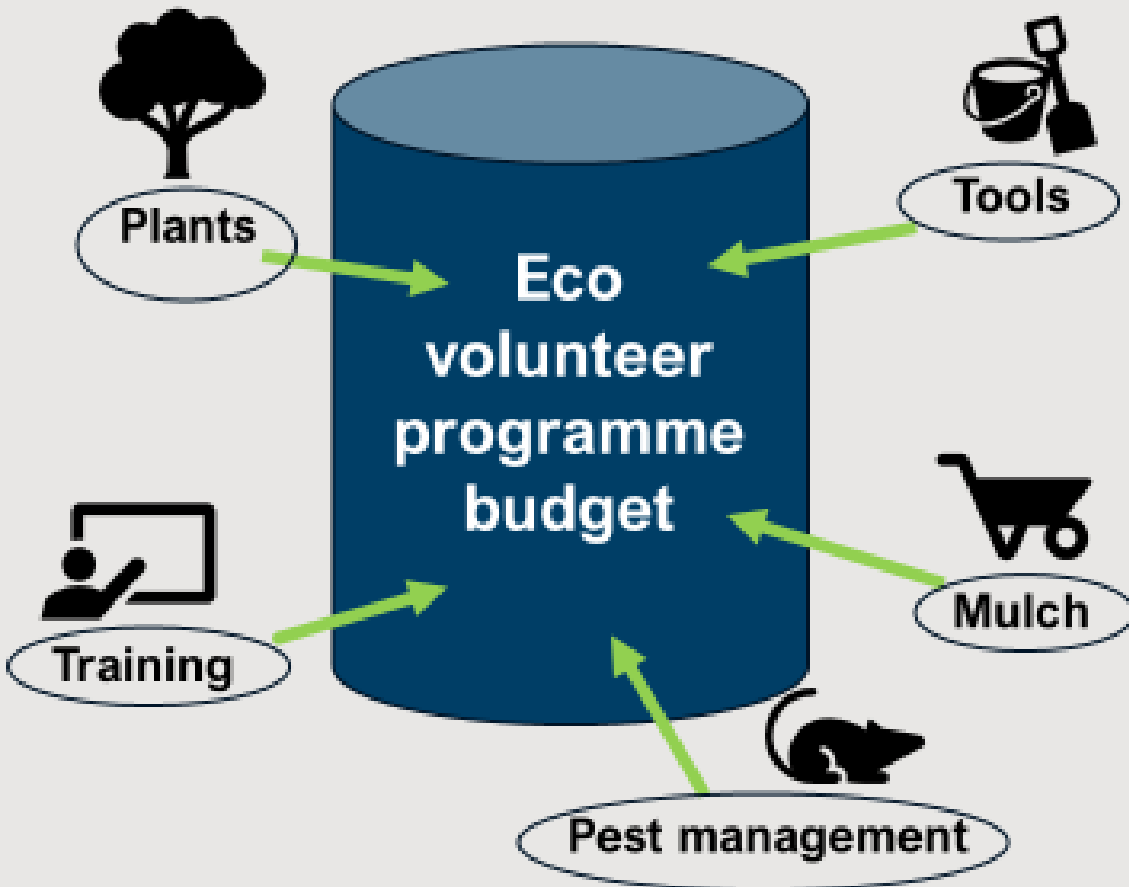 Plants
Tools
Eco
volunteer
programme
budget
Training
Mulch
Pest management